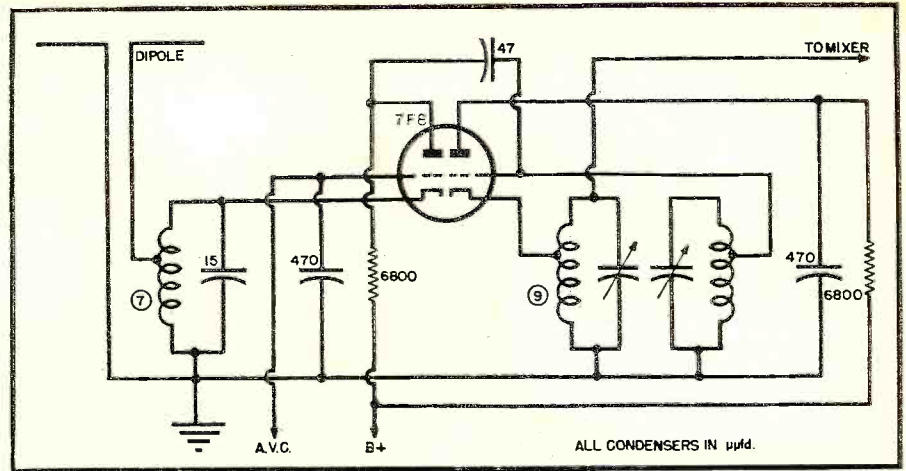 DIPOLE
47
TO MIXER
7F8
15
470
6800
470
6800
7
9
A.V.C.
B+
ALL CONDENSERS IN µµfd.